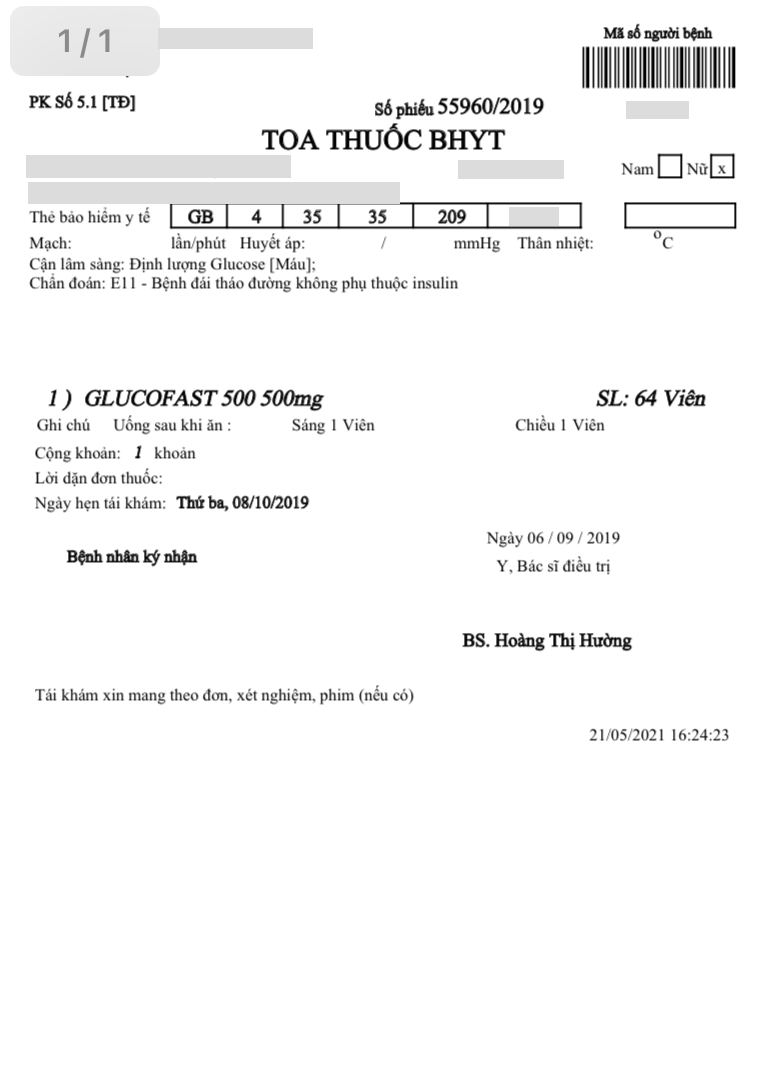 1/1
Mã số người bệnh
PK Số 5.1 [TĐ]
Số phiếu 55960/2019
TOA THUỐC BHYT
Nam Nữ x
Thẻ bảo hiểm y tế GB 4 35 35 209
Mạch: lần/phút Huyết áp: / mmHg Thân nhiệt: °C
Cận lâm sàng: Định lượng Glucose [Máu];
Chẩn đoán: E11 - Bệnh đái tháo đường không phụ thuộc insulin
1 ) GLUCOFAST 500 500mg SL: 64 Viên
Ghi chú Uống sau khi ăn : Sáng 1 Viên Chiều 1 Viên
Cộng khoản: 1 khoản
Lời dặn đơn thuốc:
Ngày hẹn tái khám: Thứ ba, 08/10/2019
Ngày 06 / 09 / 2019
Bệnh nhân ký nhận
Y, Bác sĩ điều trị
BS. Hoàng Thị Hường
Tái khám xin mang theo đơn, xét nghiệm, phim (nếu có)
21/05/2021 16:24:23